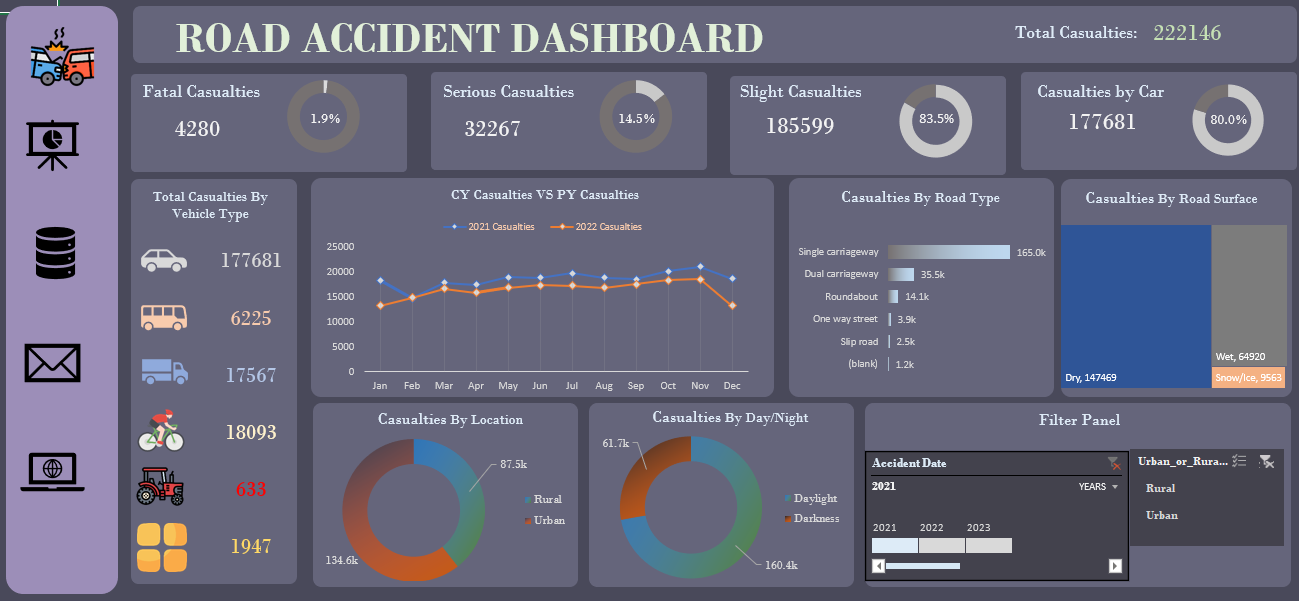 ROAD ACCIDENT DASHBOARD
Total Casualties: 222146
Fatal Casualties
4280
1.9%
Serious Casualties
32267
14.5%
Slight Casualties
185599
83.5%
Casualties by Car
177681
80.0%
Total Casualties By
Vehicle Type
177681
6225
17567
18093
633
1947
CY Casualties VS PY Casualties
2021 Casualties
2022 Casualties
25000
20000
15000
10000
5000
0
Jan Feb Mar Apr May Jun Jul Aug Sep Oct Nov Dec
Casualties By Road Type
Single carriageway 165.0k
Dual carriageway 35.5k
Roundabout 14.1k
One way street 3.9k
Slip road 2.5k
(blank) 1.2k
Casualties By Road Surface
Dry, 147469
Wet, 64920
Snow/Ice, 9563
Casualties By Location
87.5k
Rural
Urban
134.6k
Casualties By Day/Night
61.7k
Daylight
Darkness
160.4k
Filter Panel
Accident Date
2021 YEARS
2021 2022 2023
Urban_or_Rura...
Rural
Urban